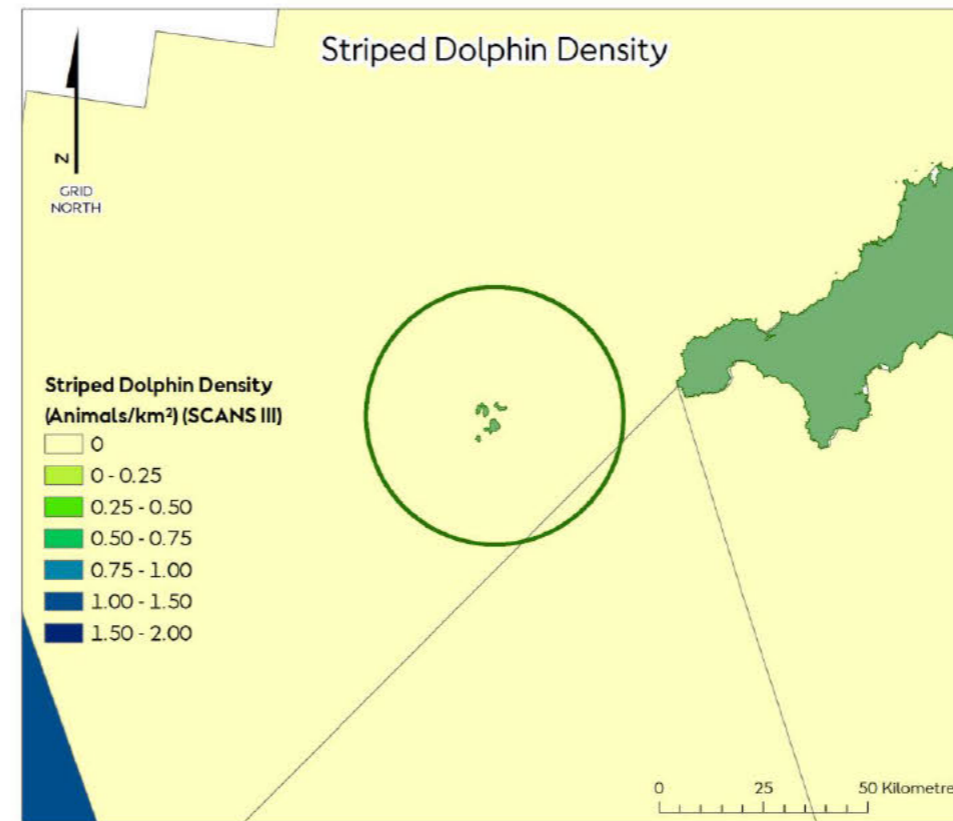 Striped Dolphin Density
N
GRID
NORTH
Striped Dolphin Density
(Animals/km²) (SCANS III)
0
0 - 0.25
0.25 - 0.50
0.50 - 0.75
0.75 - 1.00
1.00 - 1.50
1.50 - 2.00
0 25 50 Kilometre